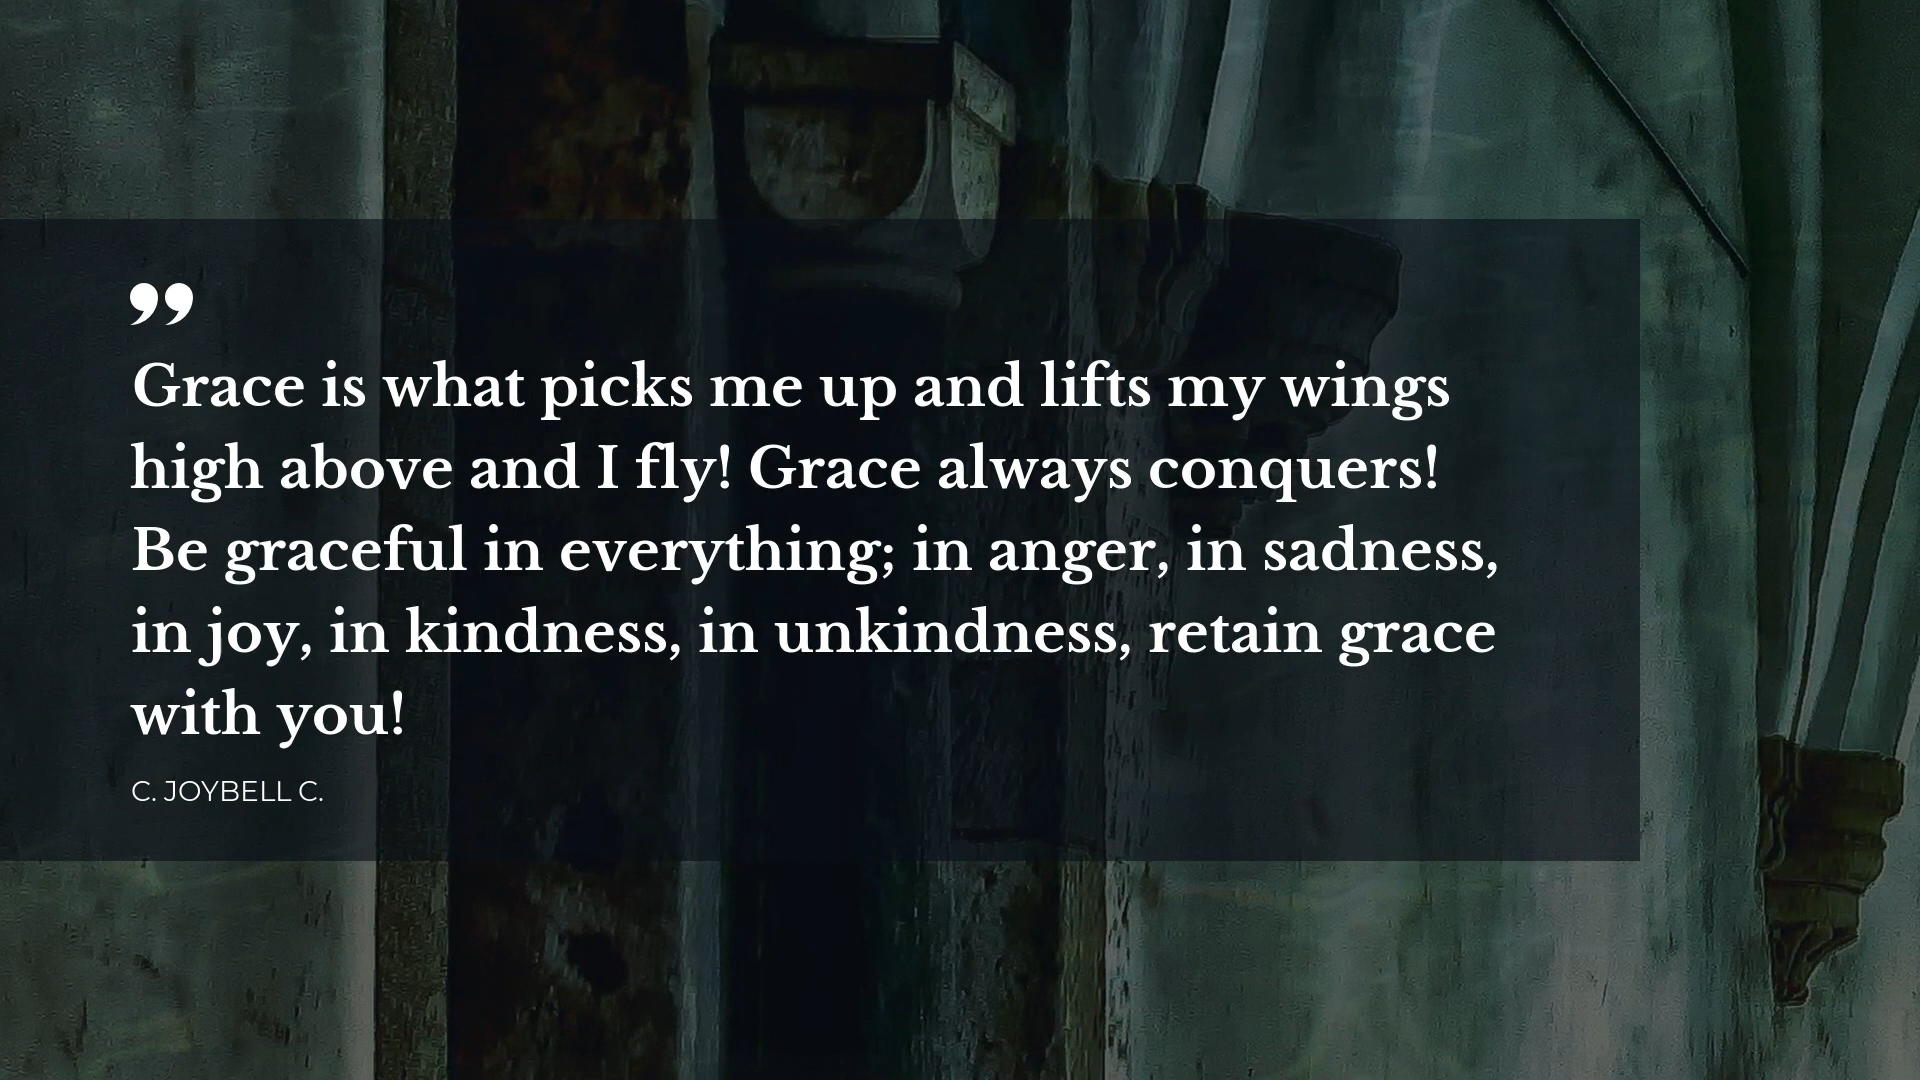 ”
Grace is what picks me up and lifts my wings
high above and I fly! Grace always conquers!
Be graceful in everything; in anger, in sadness,
in joy, in kindness, in unkindness, retain grace
with you!
C. JOYBELL C.